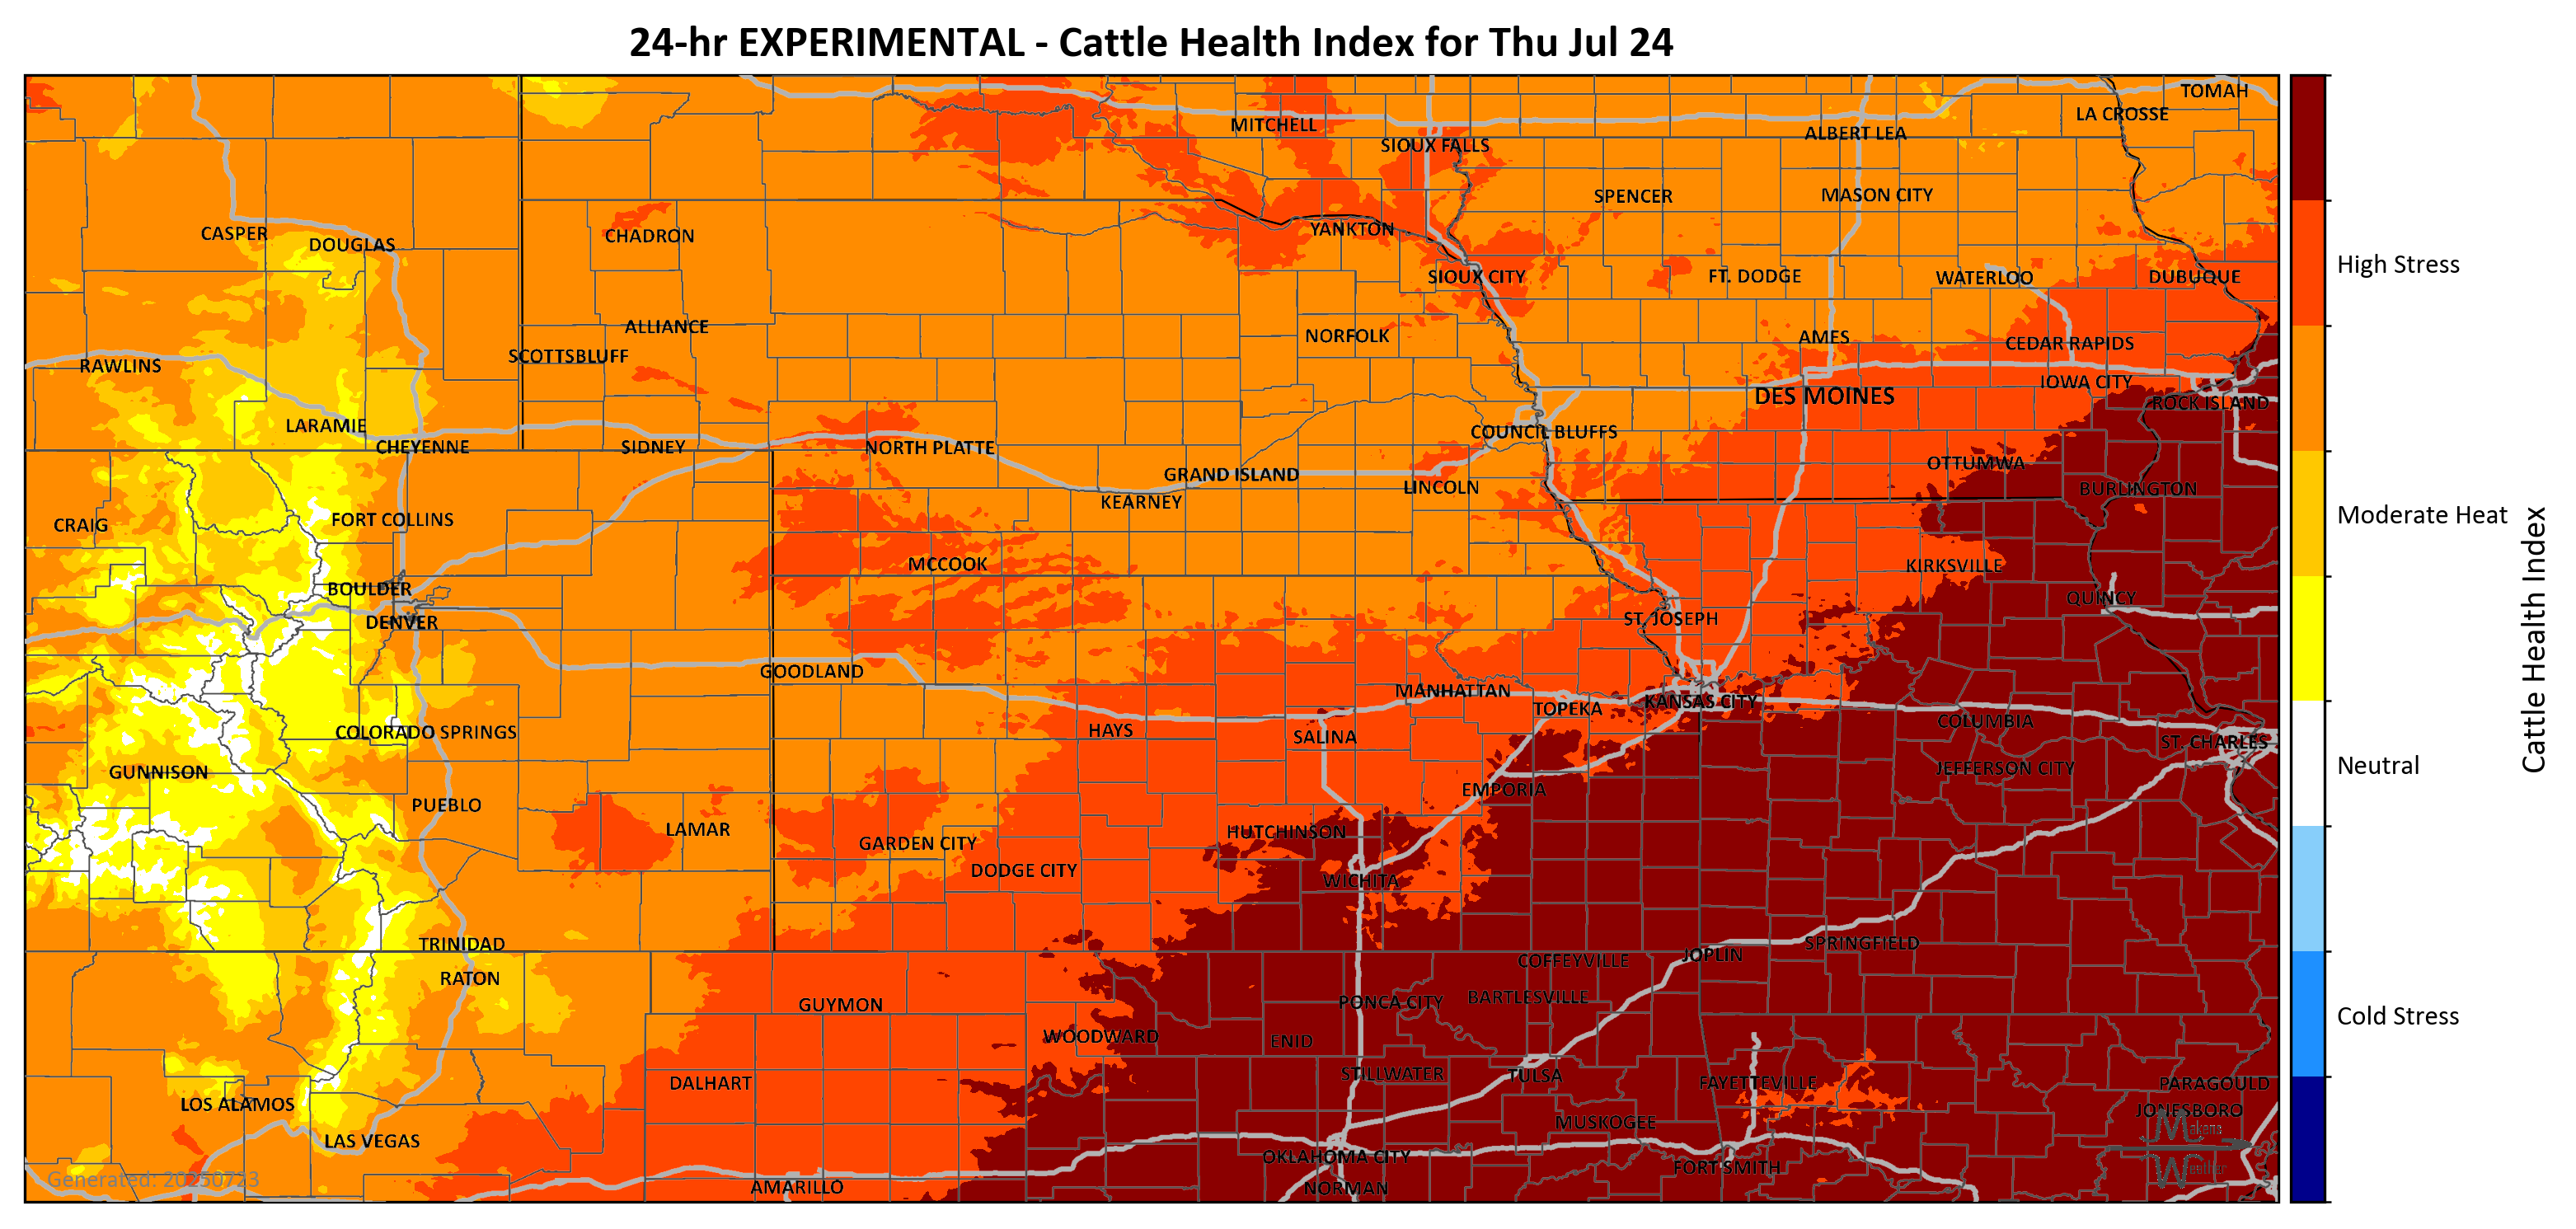 24-hr EXPERIMENTAL - Cattle Health Index for Thu Jul 24
TOMAH
LA CROSSE
MITCHELL
ALBERT LEA
SIOUX FALLS
SPENCER
MASON CITY
CASPER
DOUGLAS
CHADRON
YANKTON
SIOUX CITY
FT. DODGE
WATERLOO
DUBUQUE
ALLIANCE
NORFOLK
AMES
CEDAR RAPIDS
SCOTTSBLUFF
RAWLINS
IOWA CITY
DES MOINES
ROCK ISLAND
LARAMIE
CHEYENNE
SIDNEY
NORTH PLATTE
COUNCIL BLUFFS
GRAND ISLAND
OTTUMWA
LINCOLN
BURLINGTON
KEARNEY
CRAIG
FORT COLLINS
MCCOOK
KIRKSVILLE
BOULDER
QUINCY
DENVER
ST. JOSEPH
GOODLAND
MANHATTAN
TOPEKA
KANSAS CITY
COLORADO SPRINGS
HAYS
SALINA
COLUMBIA
ST. CHARLES
GUNNISON
JEFFERSON CITY
EMPORIA
PUEBLO
LAMAR
GARDEN CITY
HUTCHINSON
DODGE CITY
WICHITA
TRINIDAD
SPRINGFIELD
JOPLIN
COFFEYVILLE
RATON
GUYMON
PONCA CITY
BARTLESVILLE
WOODWARD
ENID
DALHART
STILLWATER
TULSA
FAYETTEVILLE
PARAGOULD
LOS ALAMOS
JONESBORO
MUSKOGEE
LAS VEGAS
OKLAHOMA CITY
FORT SMITH
AMARILLO
NORMAN
Generated: 20250723
Weather
High Stress
Moderate Heat
Neutral
Cold Stress
Cattle Health Index